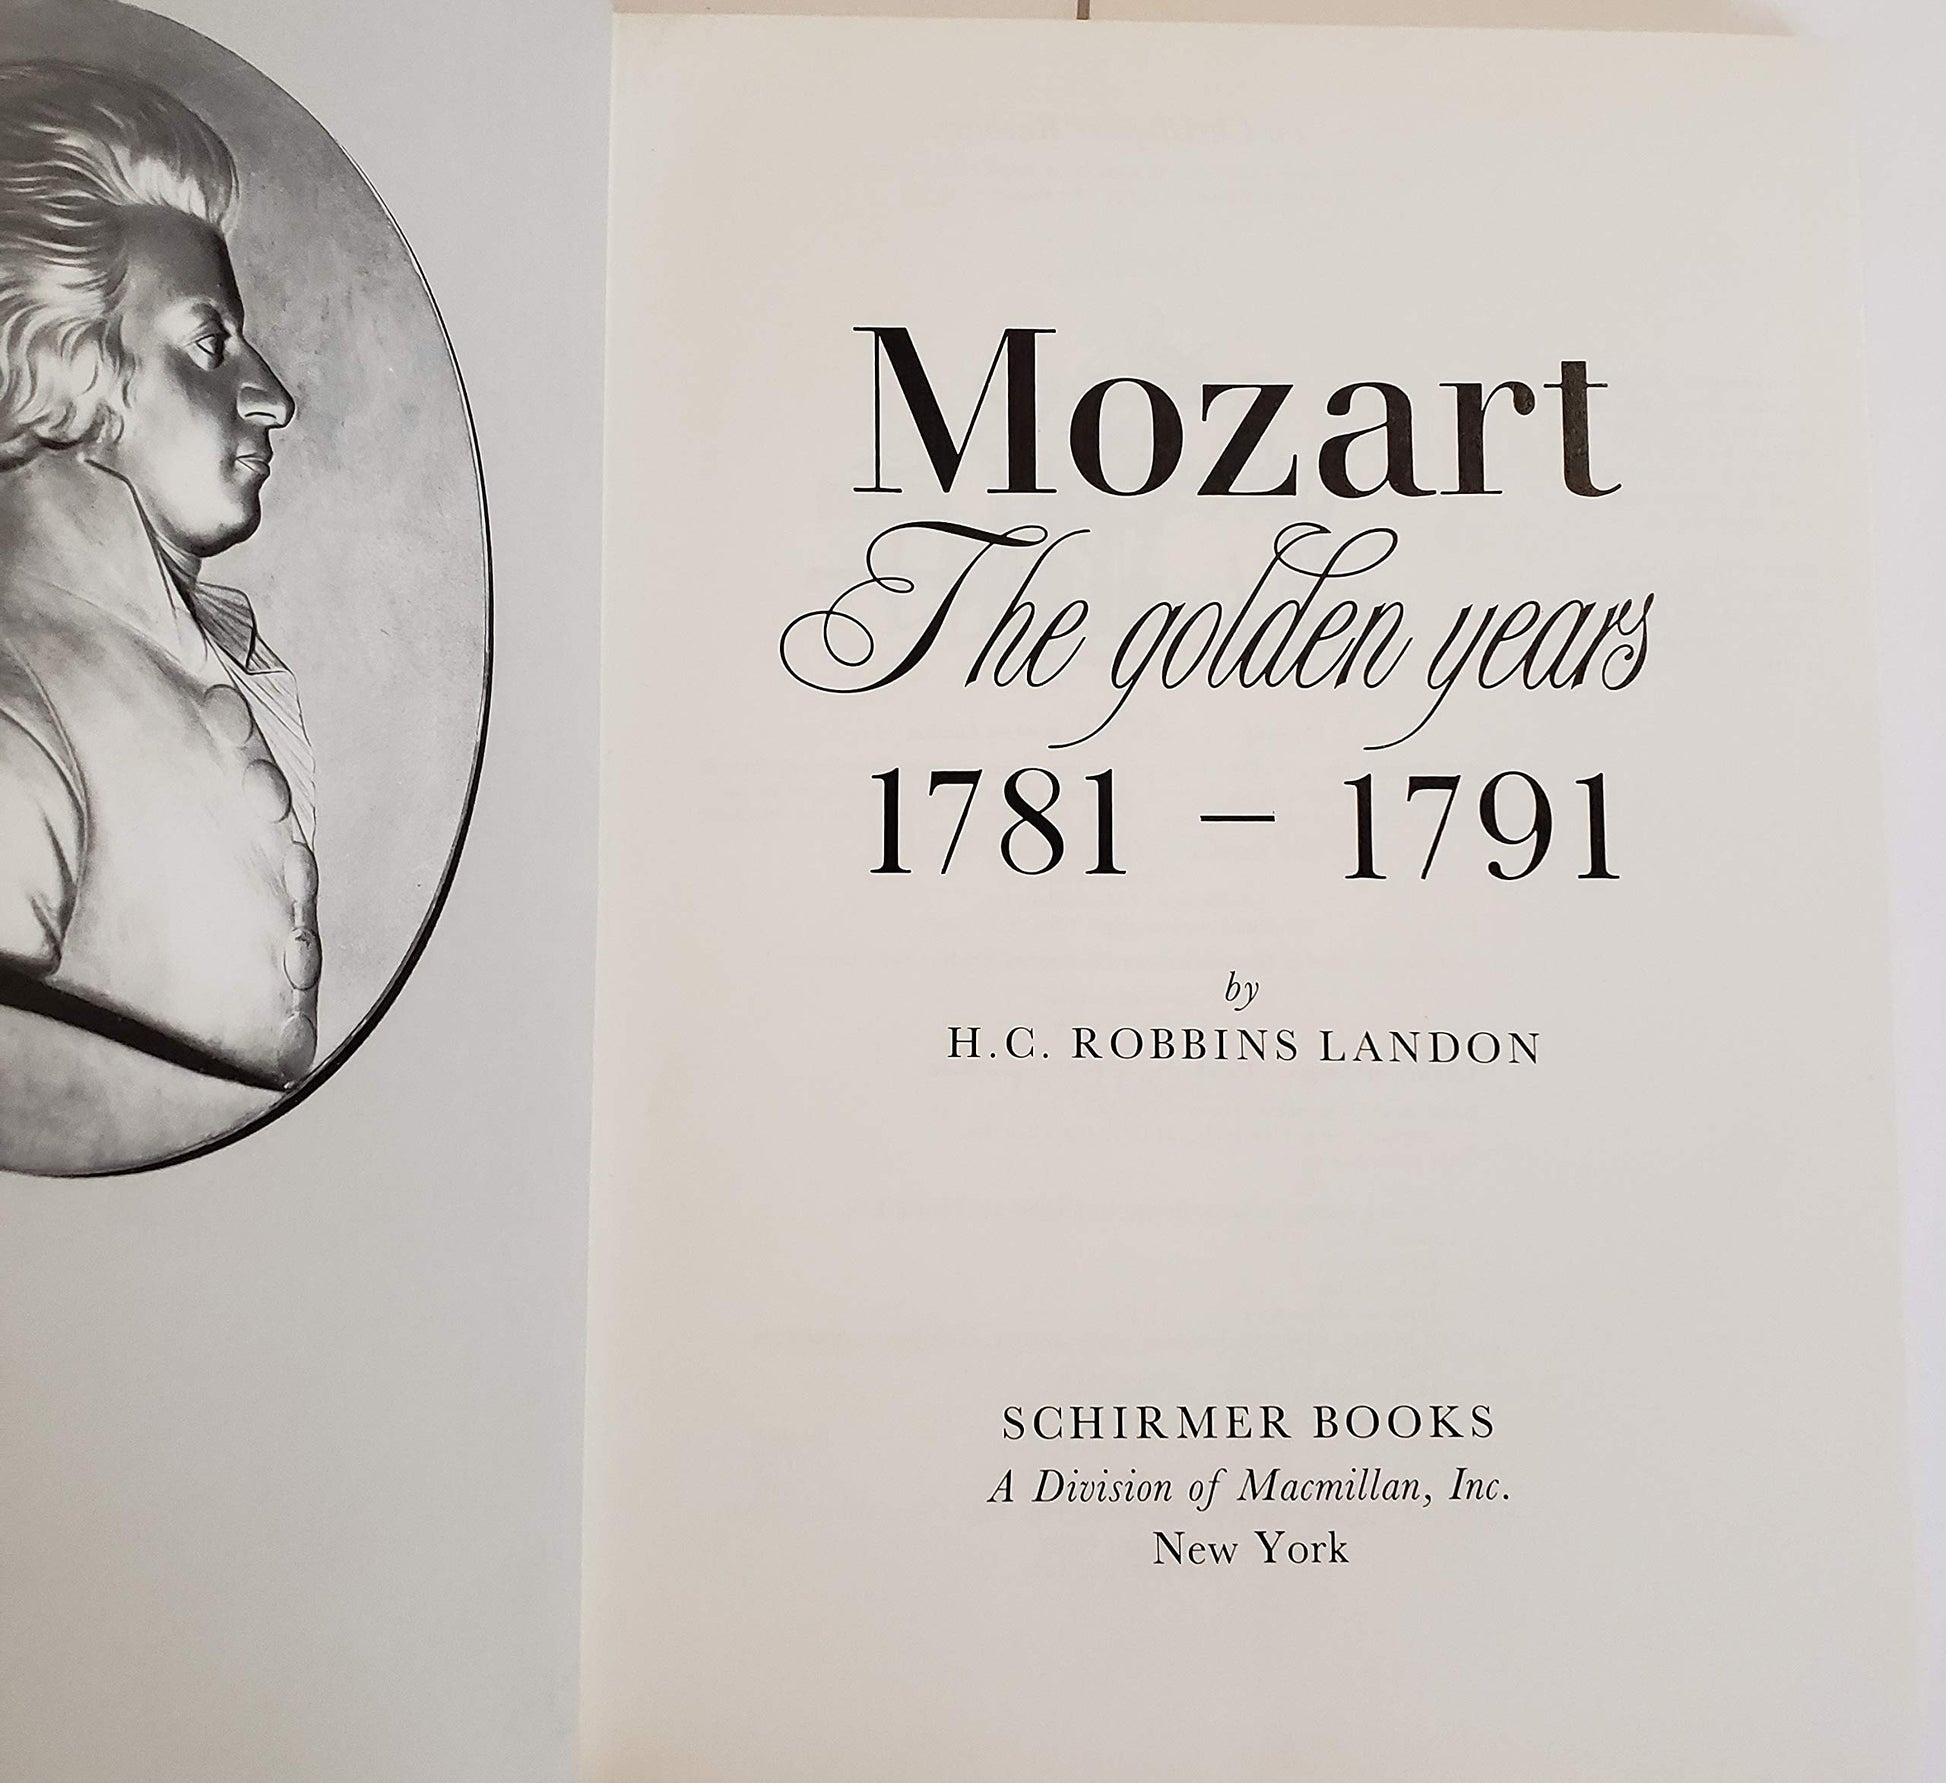 Mozart
The golden years
1781 – 1791
by
H.C. ROBBINS LANDON
SCHIRMER BOOKS
A Division of Macmillan, Inc.
New York